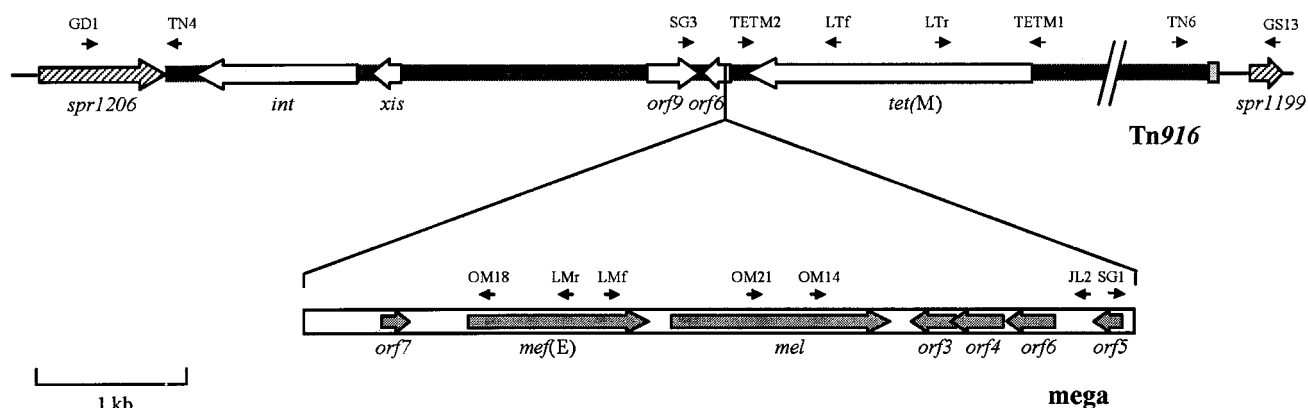 GD1 TN4 SG3 TETM2 LTf LTr TETM1 TN6 GS13
spr1206 int xis orf9 orf6 tet(M) spr1199
Tn916
OM18 LMr LMf OM21 OM14 JL2 SG1
orf7 mef(E) mel orf3 orf4 orf6 orf5
1 kb
mega